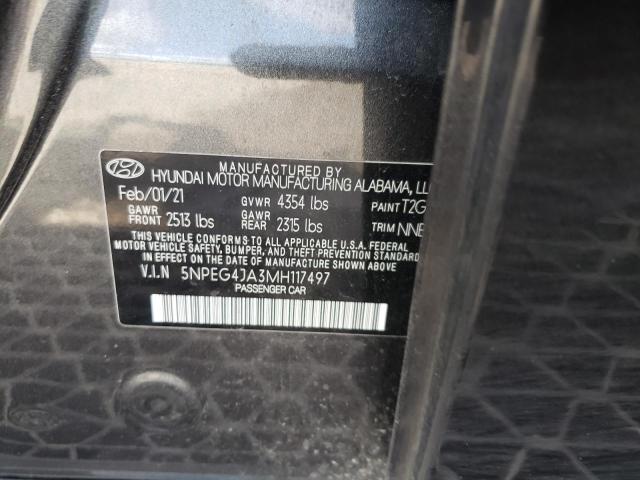 MANUFACTURED BY
HYUNDAI MOTOR MANUFACTURING ALABAMA, LL
Feb/01/21 GVWR 4354 lbs PAINT T2G
GAWR FRONT 2513 lbs GAWR REAR 2315 lbs TRIM NNB
THIS VEHICLE CONFORMS TO ALL APPLICABLE U.S.A. FEDERAL
MOTOR VEHICLE SAFETY, BUMPER, AND THEFT PREVENTION STANDARDS
IN EFFECT ON THE DATE OF MANUFACTURE SHOWN ABOVE.
V.I.N 5NPEG4JA3MH117497
PASSENGER CAR